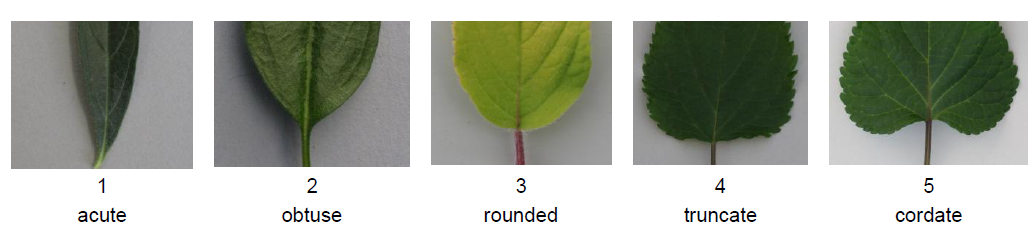 1 2 3 4 5
acute obtuse rounded truncate cordate